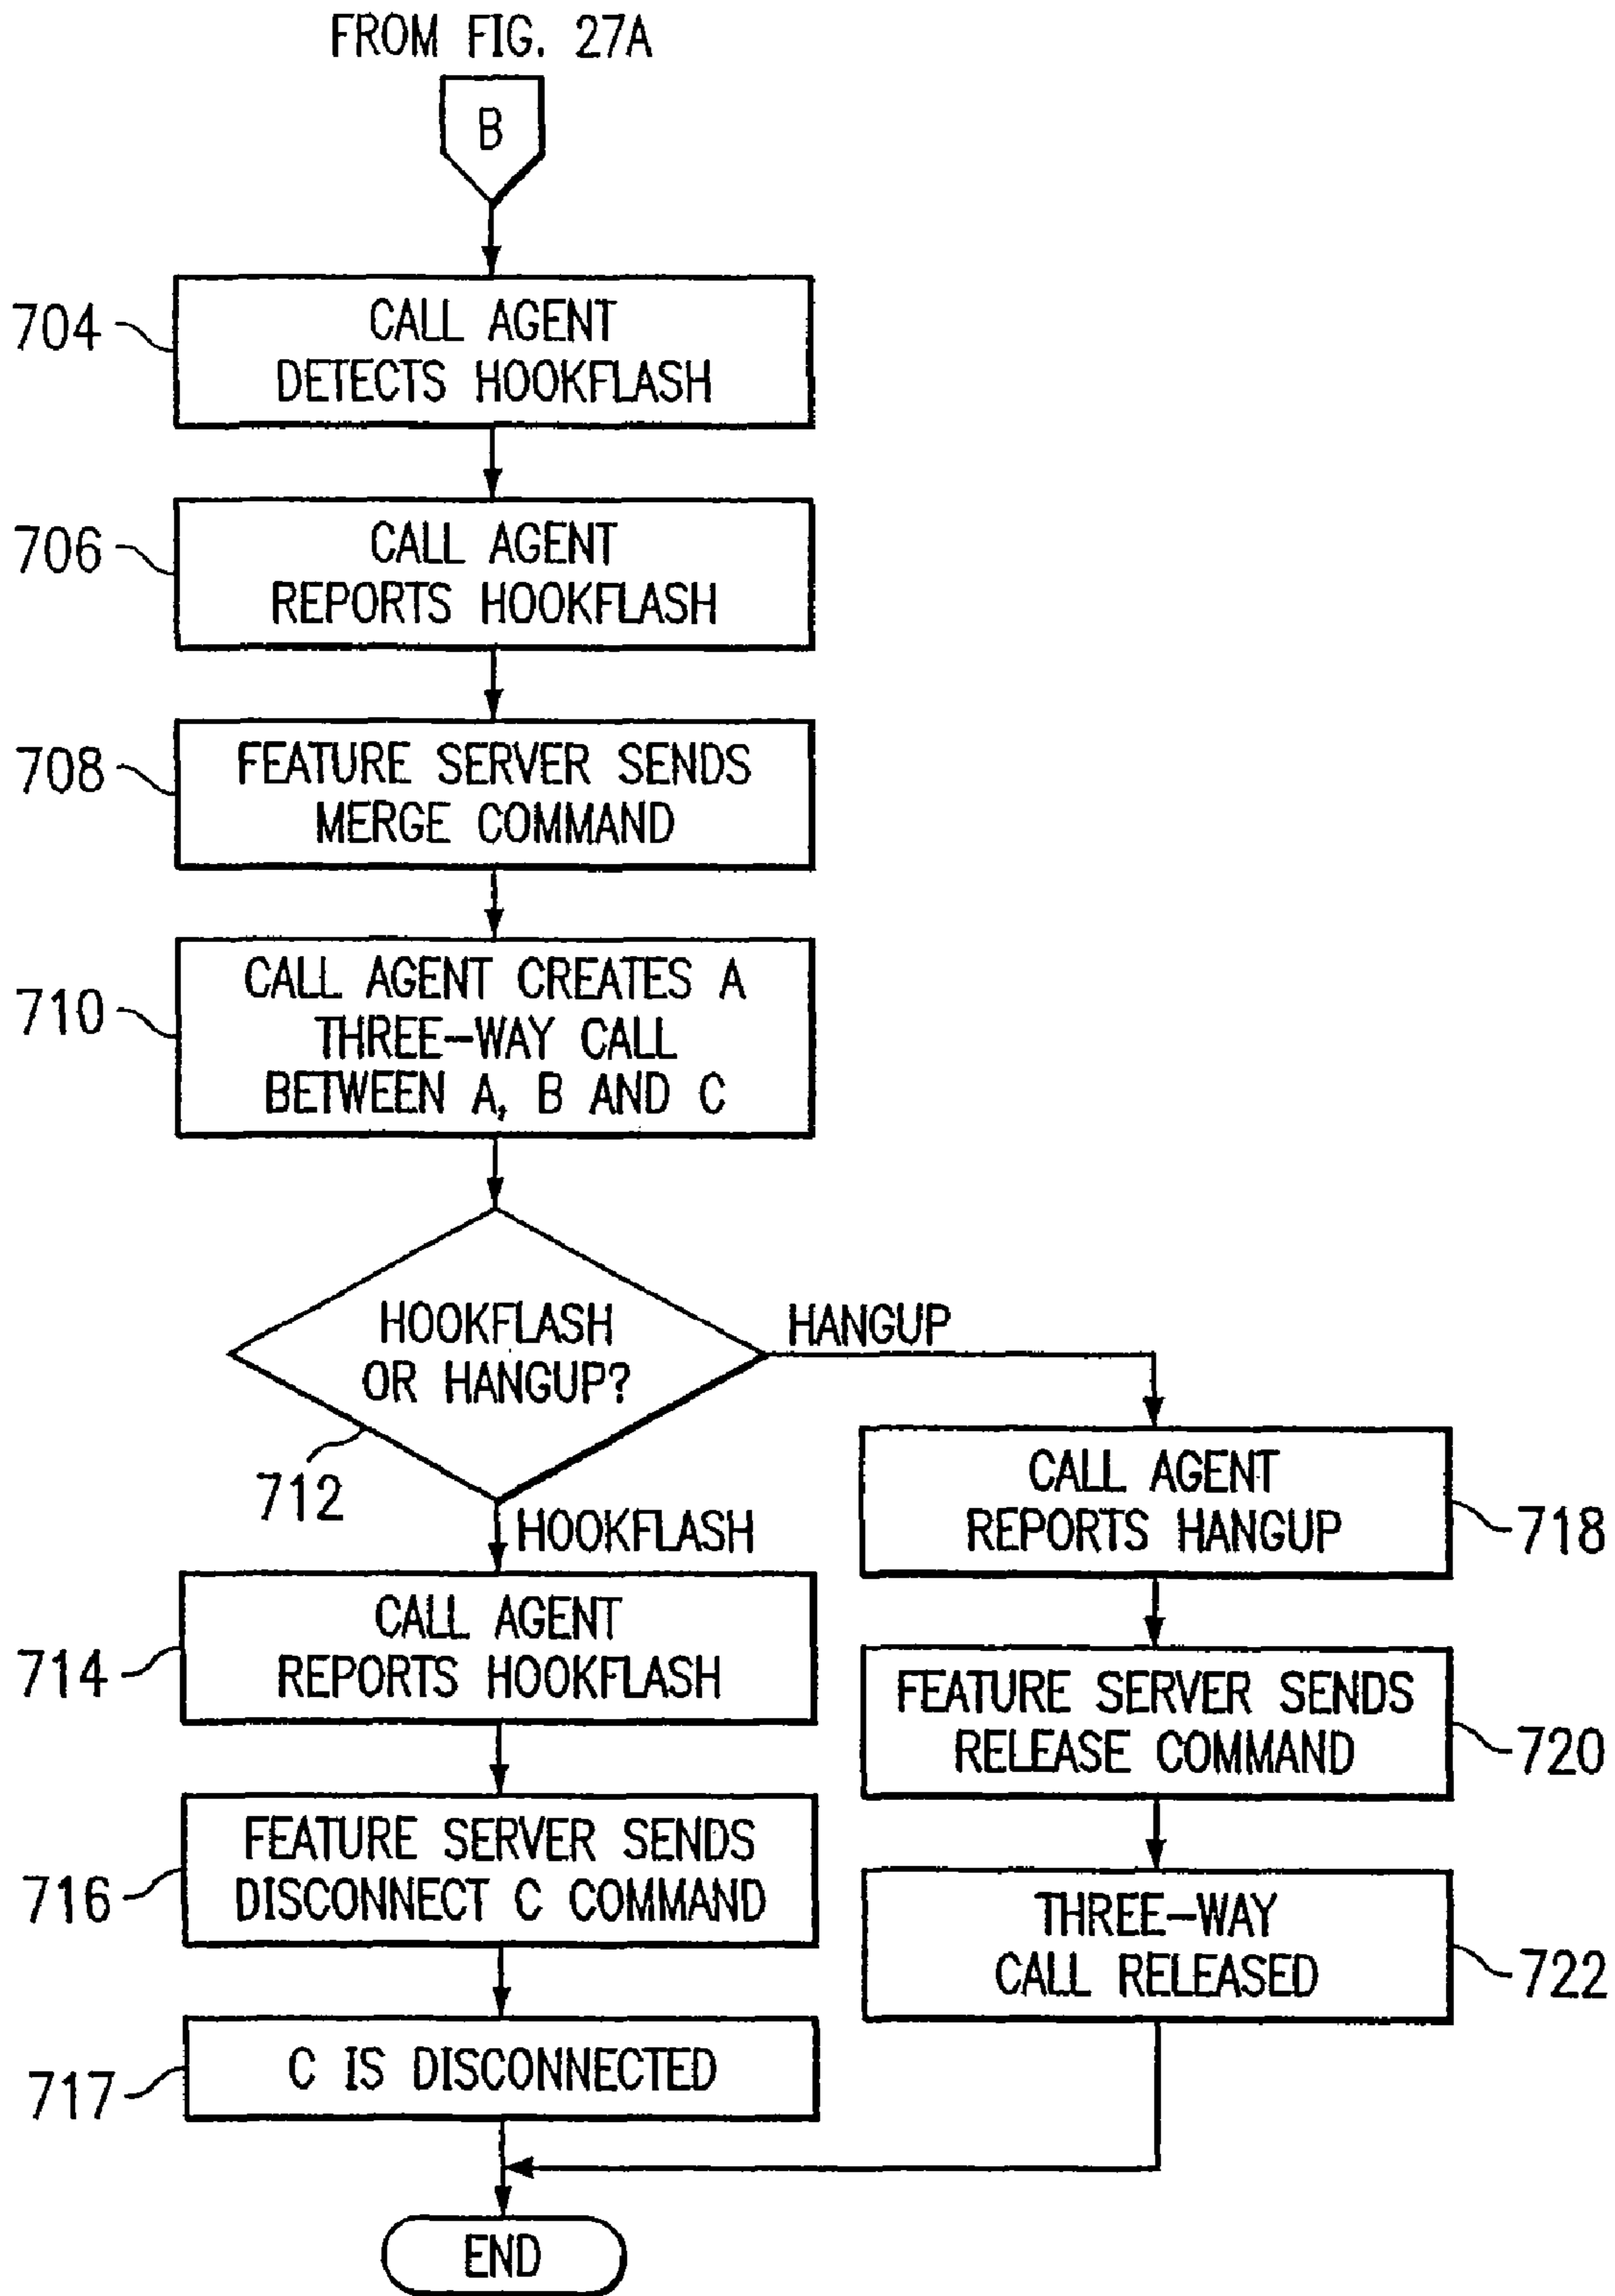 FROM FIG. 27A
B
704
CALL AGENT
DETECTS HOOKFLASH
706
CALL AGENT
REPORTS HOOKFLASH
708
FEATURE SERVER SENDS
MERGE COMMAND
710
CALL AGENT CREATES A
THREE-WAY CALL
BETWEEN A, B AND C
HOOKFLASH
OR HANGUP?
712
HANGUP
HOOKFLASH
714
CALL AGENT
REPORTS HOOKFLASH
716
FEATURE SERVER SENDS
DISCONNECT C COMMAND
717
C IS DISCONNECTED
CALL AGENT
REPORTS HANGUP
718
FEATURE SERVER SENDS
RELEASE COMMAND
720
THREE-WAY
CALL RELEASED
722
END